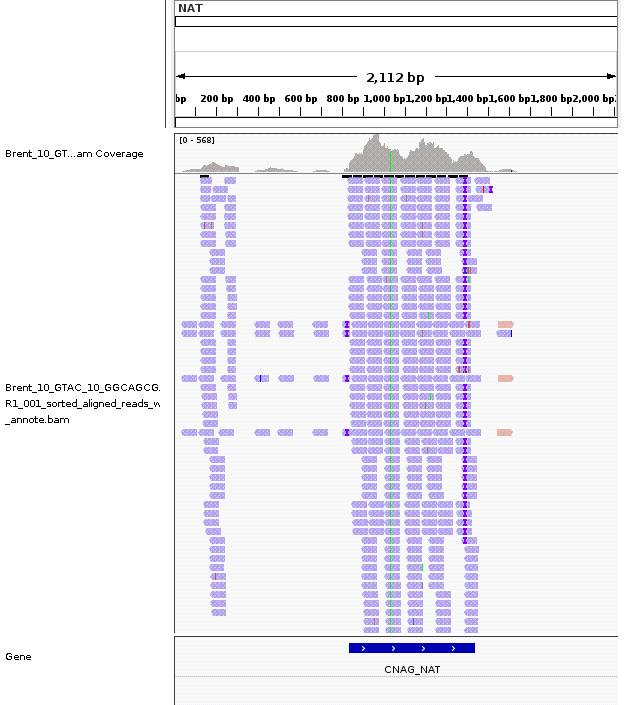 NAT
2,112 bp
bp 200 bp 400 bp 600 bp 800 bp 1,000 bp 1,200 bp 1,400 bp 1,600 bp 1,800 bp 2,000 bp 2,
[0 - 568]
Brent_10_GT...am Coverage
Brent_10_GTAC_10_GGCAGCG.
R1_001_sorted_aligned_reads_w
_annote.bam
Gene
CNAG_NAT